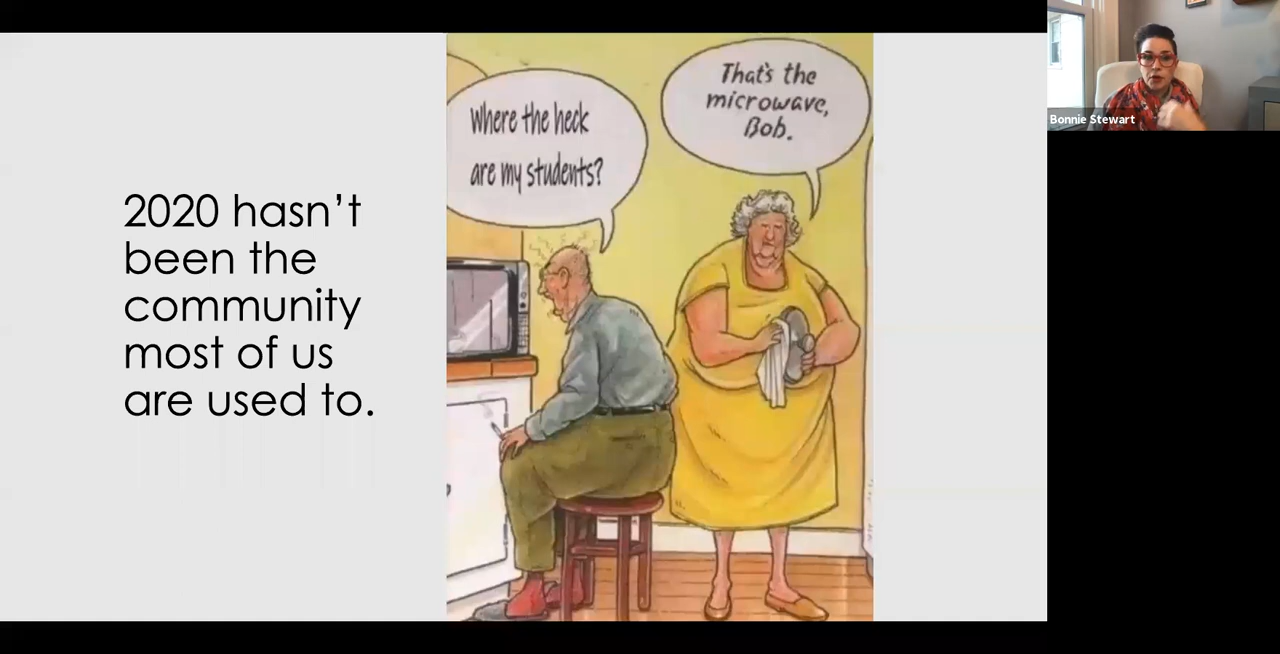 2020 hasn’t
been the
community
most of us
are used to.
Where the heck
are my students?
That's the
microwave,
Bob.
Bonnie Stewart